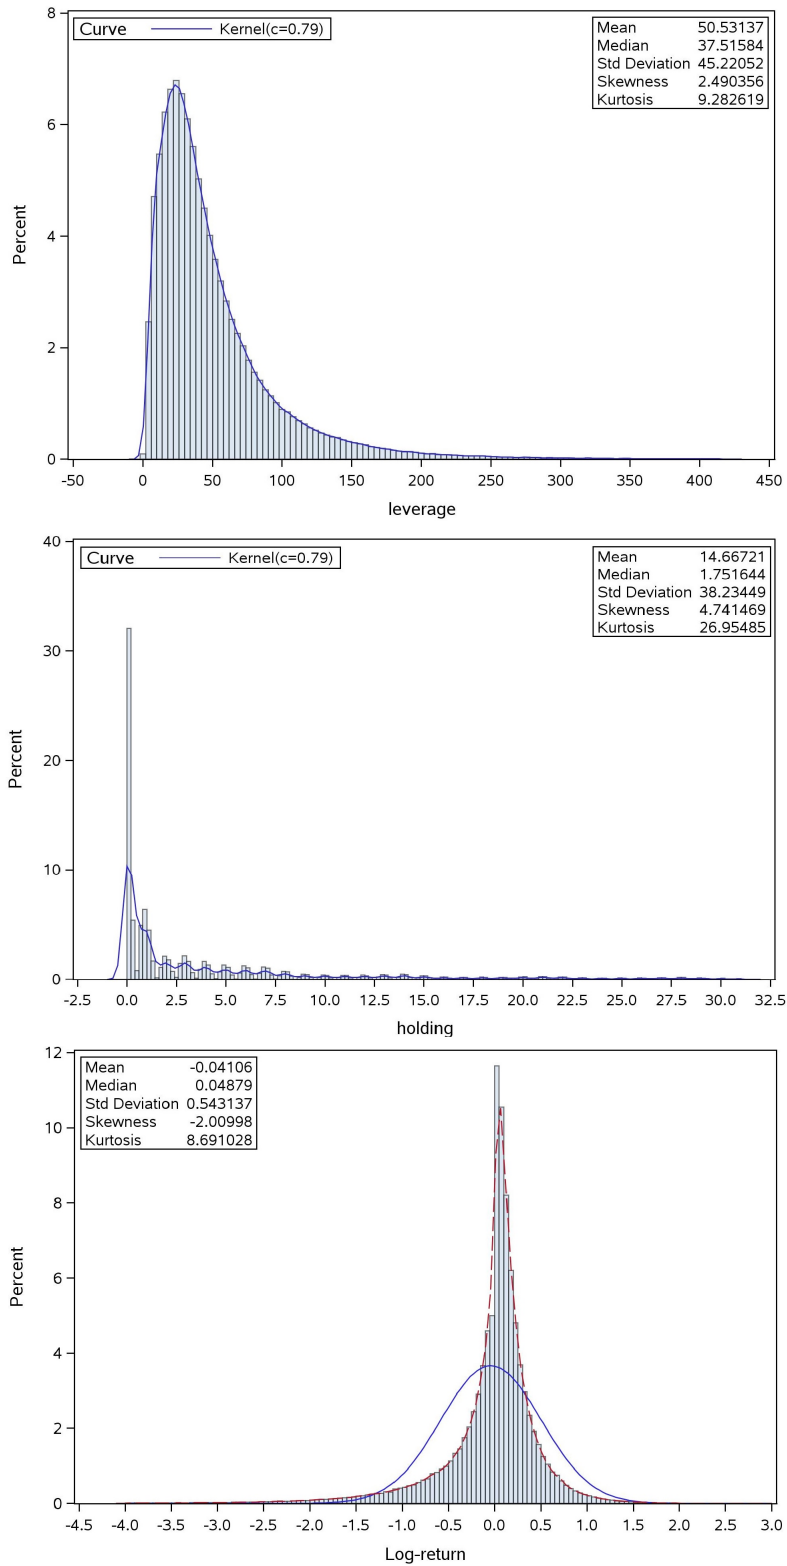 8
Curve Kernel(c=0.79)
Mean 50.53137
Median 37.51584
Std Deviation 45.22052
Skewness 2.490356
Kurtosis 9.282619
6
Percent
4
2
0
-50 0 50 100 150 200 250 300 350 400 450
leverage
40
Curve Kernel(c=0.79)
Mean 14.66721
Median 1.751644
Std Deviation 38.23449
Skewness 4.741469
Kurtosis 26.95485
30
Percent
20
10
0
-2.5 0.0 2.5 5.0 7.5 10.0 12.5 15.0 17.5 20.0 22.5 25.0 27.5 30.0 32.5
holding
12
Mean -0.04106
Median 0.04879
Std Deviation 0.543137
Skewness -2.00998
Kurtosis 8.691028
10
8
Percent
6
4
2
0
-4.5 -4.0 -3.5 -3.0 -2.5 -2.0 -1.5 -1.0 -0.5 0.0 0.5 1.0 1.5 2.0 2.5 3.0
Log-return